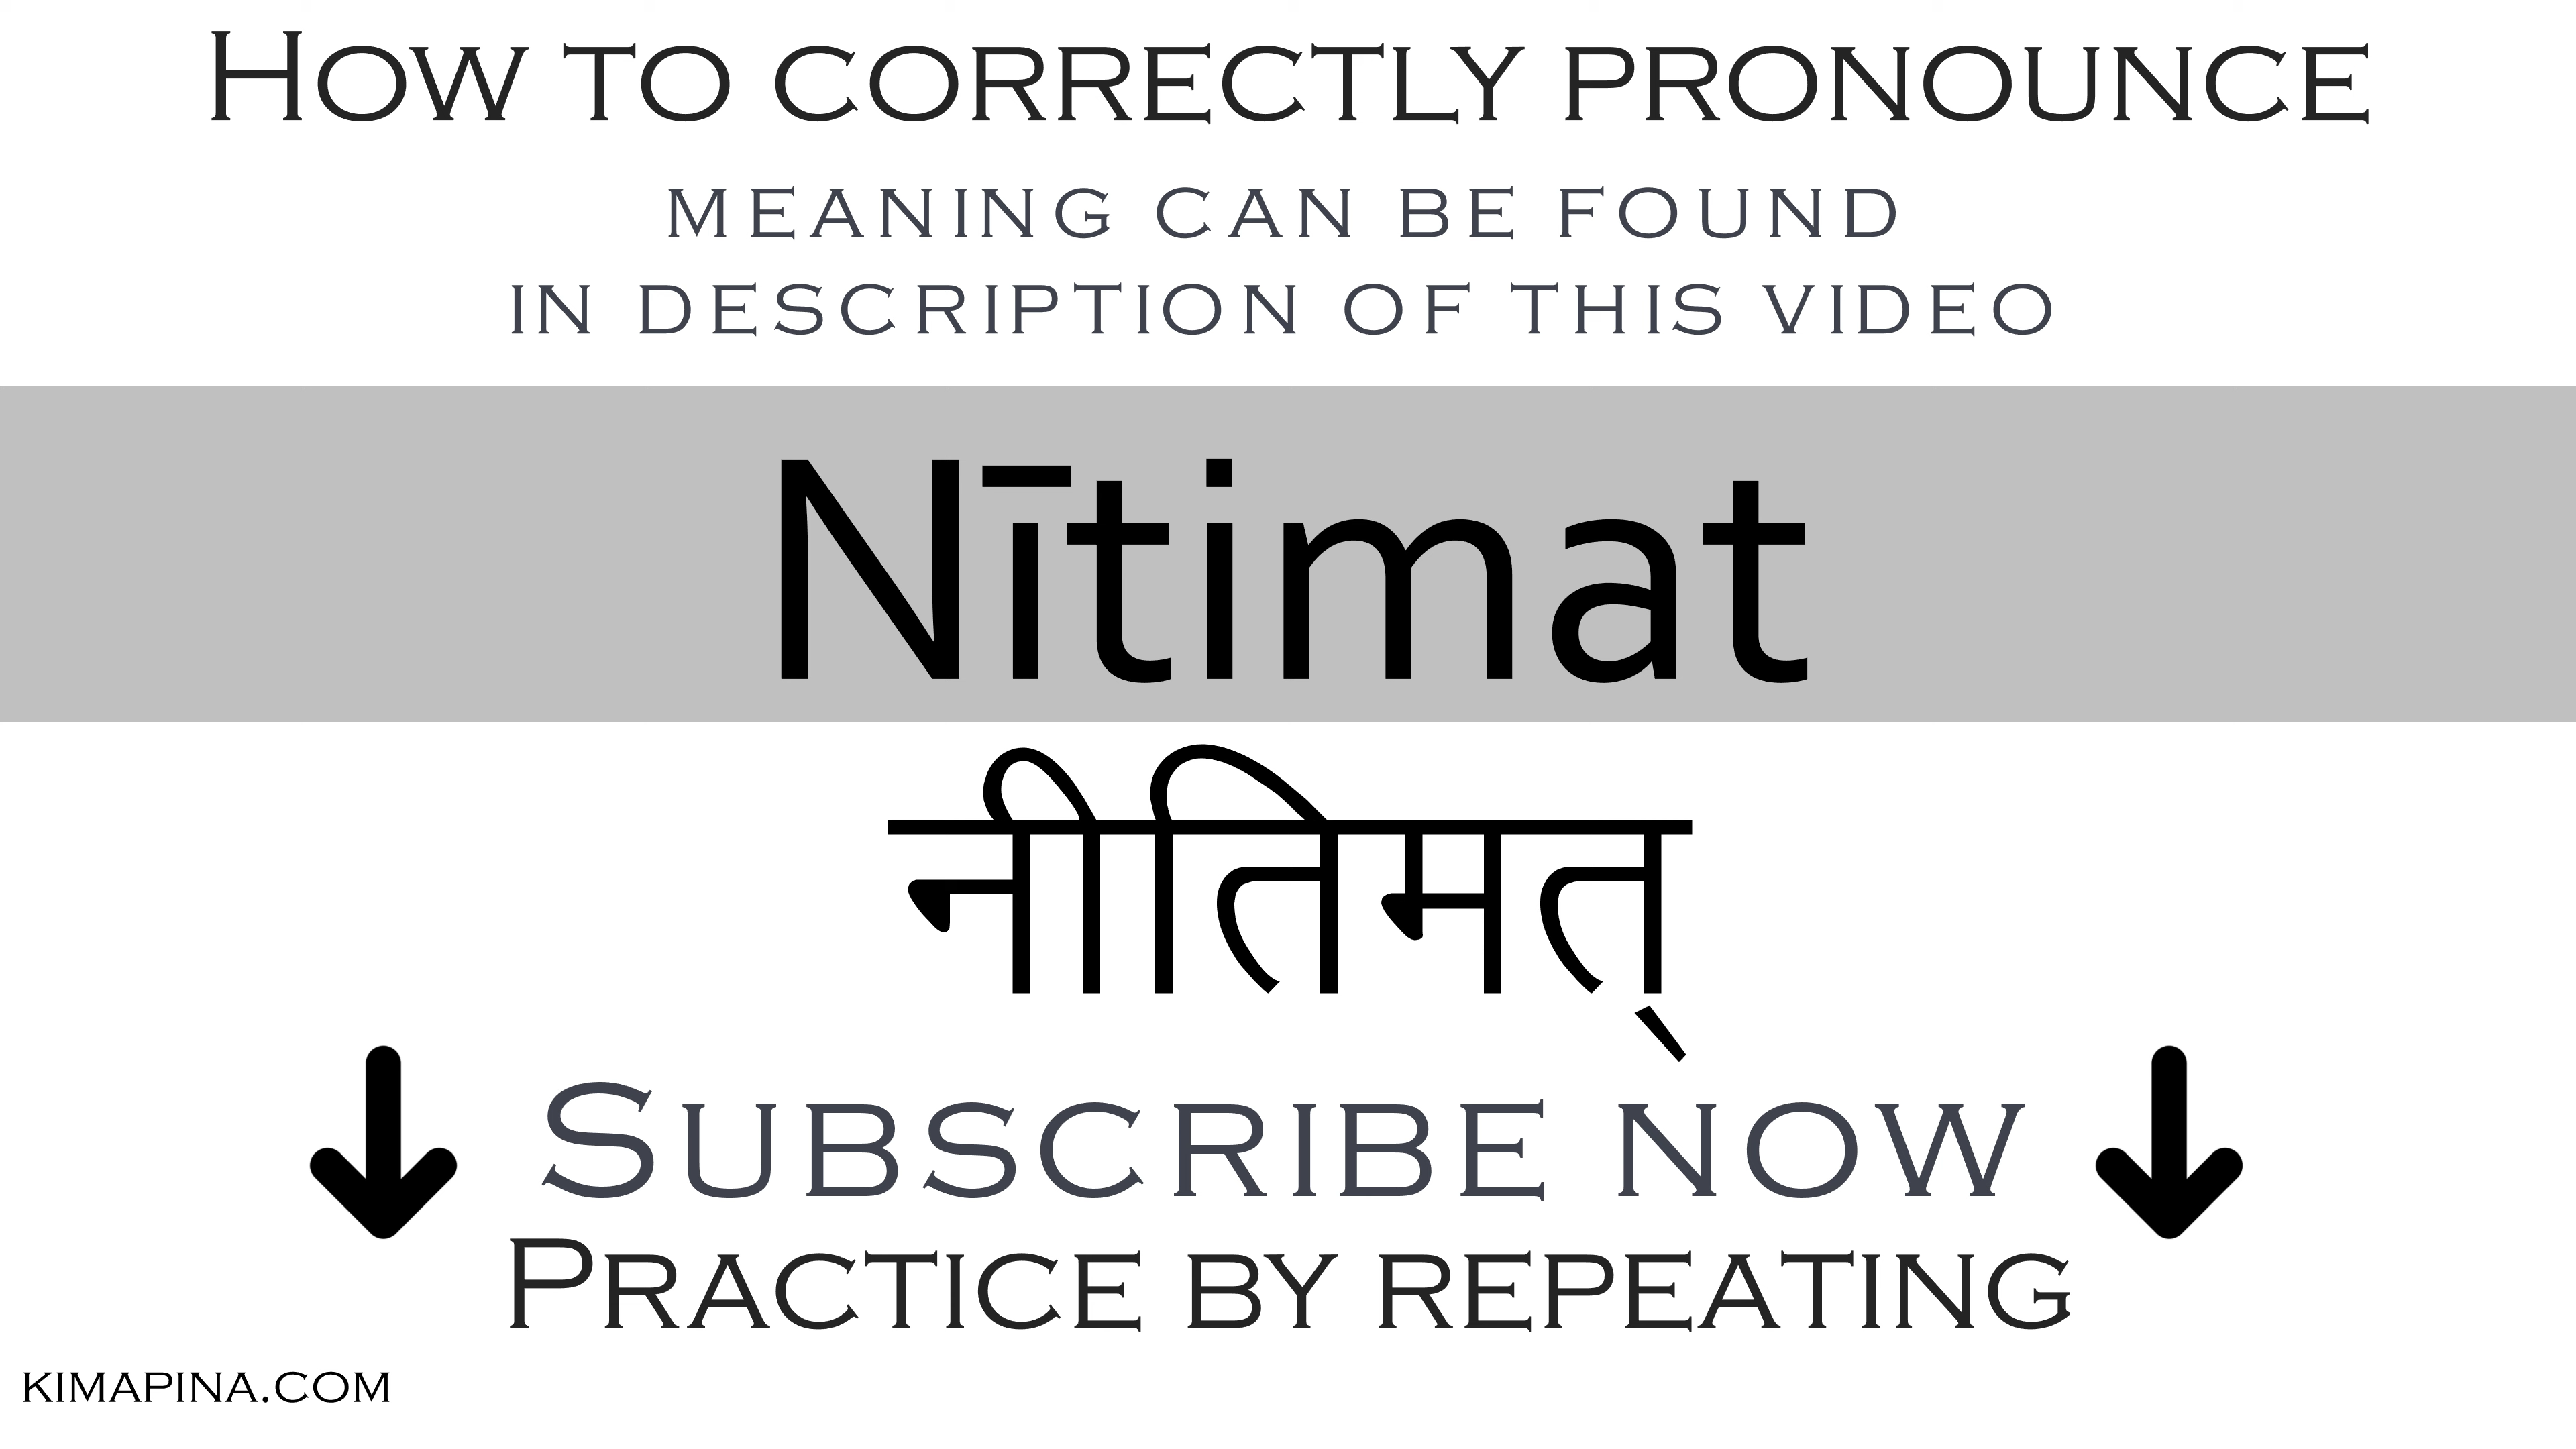 How to correctly pronounce
meaning can be found
in description of this video
Nītimat
नीतिमत्
Subscribe now
Practice by repeating
kimapina.com